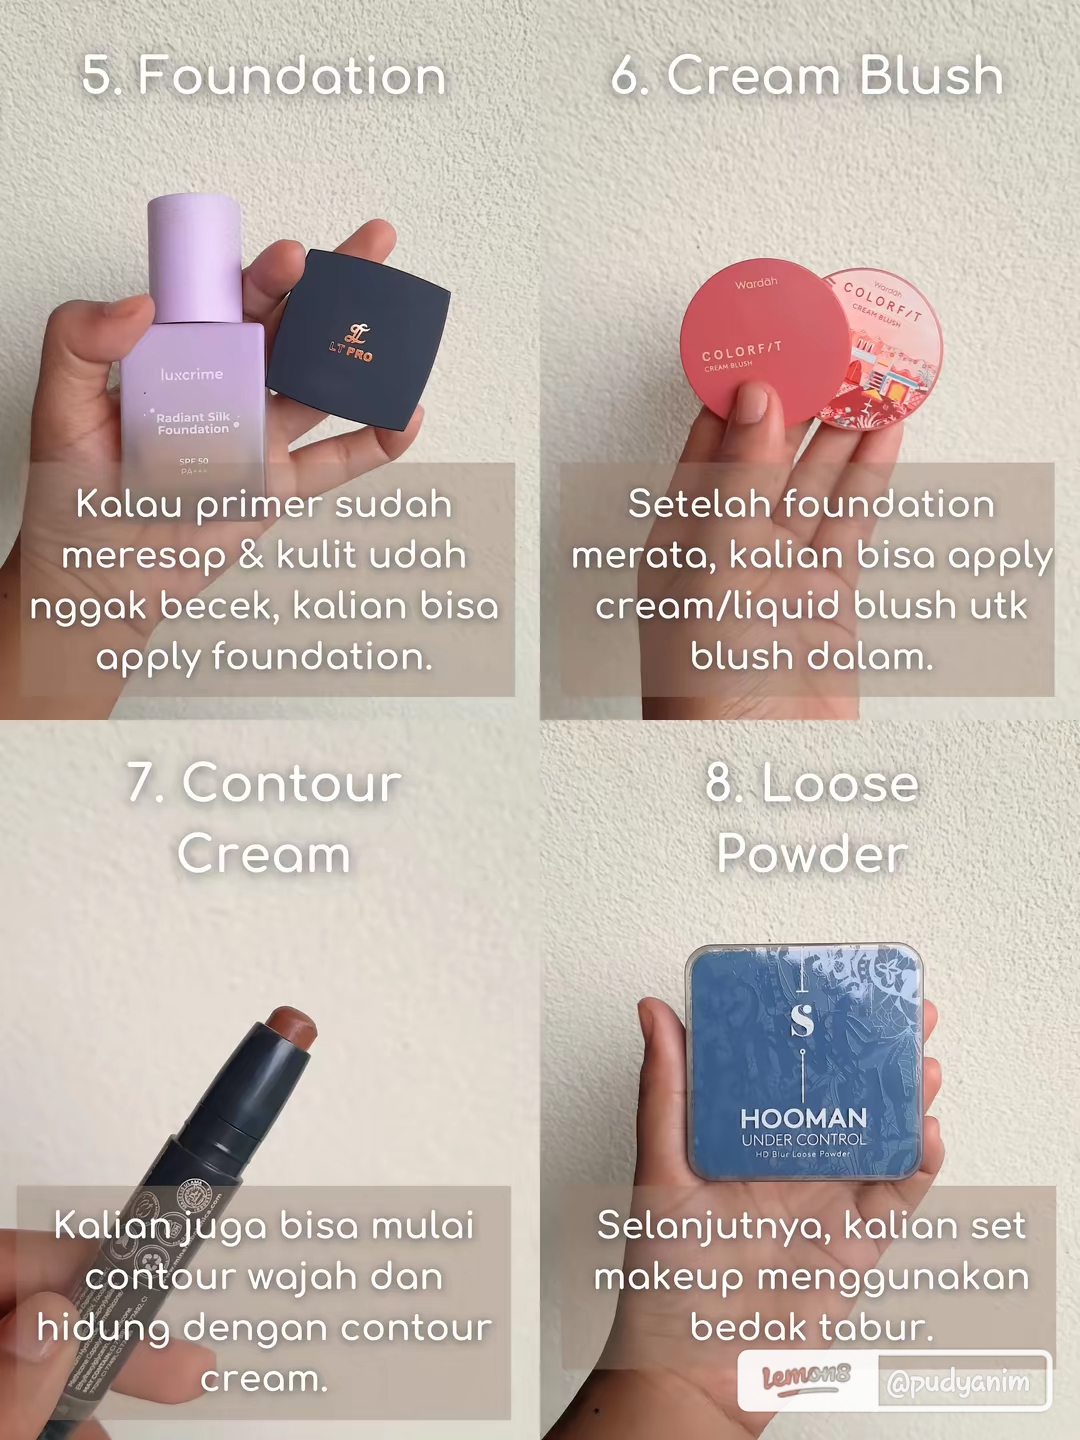 5. Foundation
luxcrime
Radiant Silk
Foundation
SPF 50
PA+++
LT PRO
Kalau primer sudah
meresap & kulit udah
nggak becek, kalian bisa
apply foundation.
6. Cream Blush
Wardah
COLORF/T
CREAM BLUSH
Wardah
COLORF/T
CREAM BLUSH
Setelah foundation
merata, kalian bisa apply
cream/liquid blush utk
blush dalam.
7. Contour
Cream
Kalian juga bisa mulai
contour wajah dan
hidung dengan contour
cream.
8. Loose
Powder
S
HOOMAN
UNDER CONTROL
HD Blur Loose Powder
Selanjutnya, kalian set
makeup menggunakan
bedak tabur.
Lemon8
@pudyanim